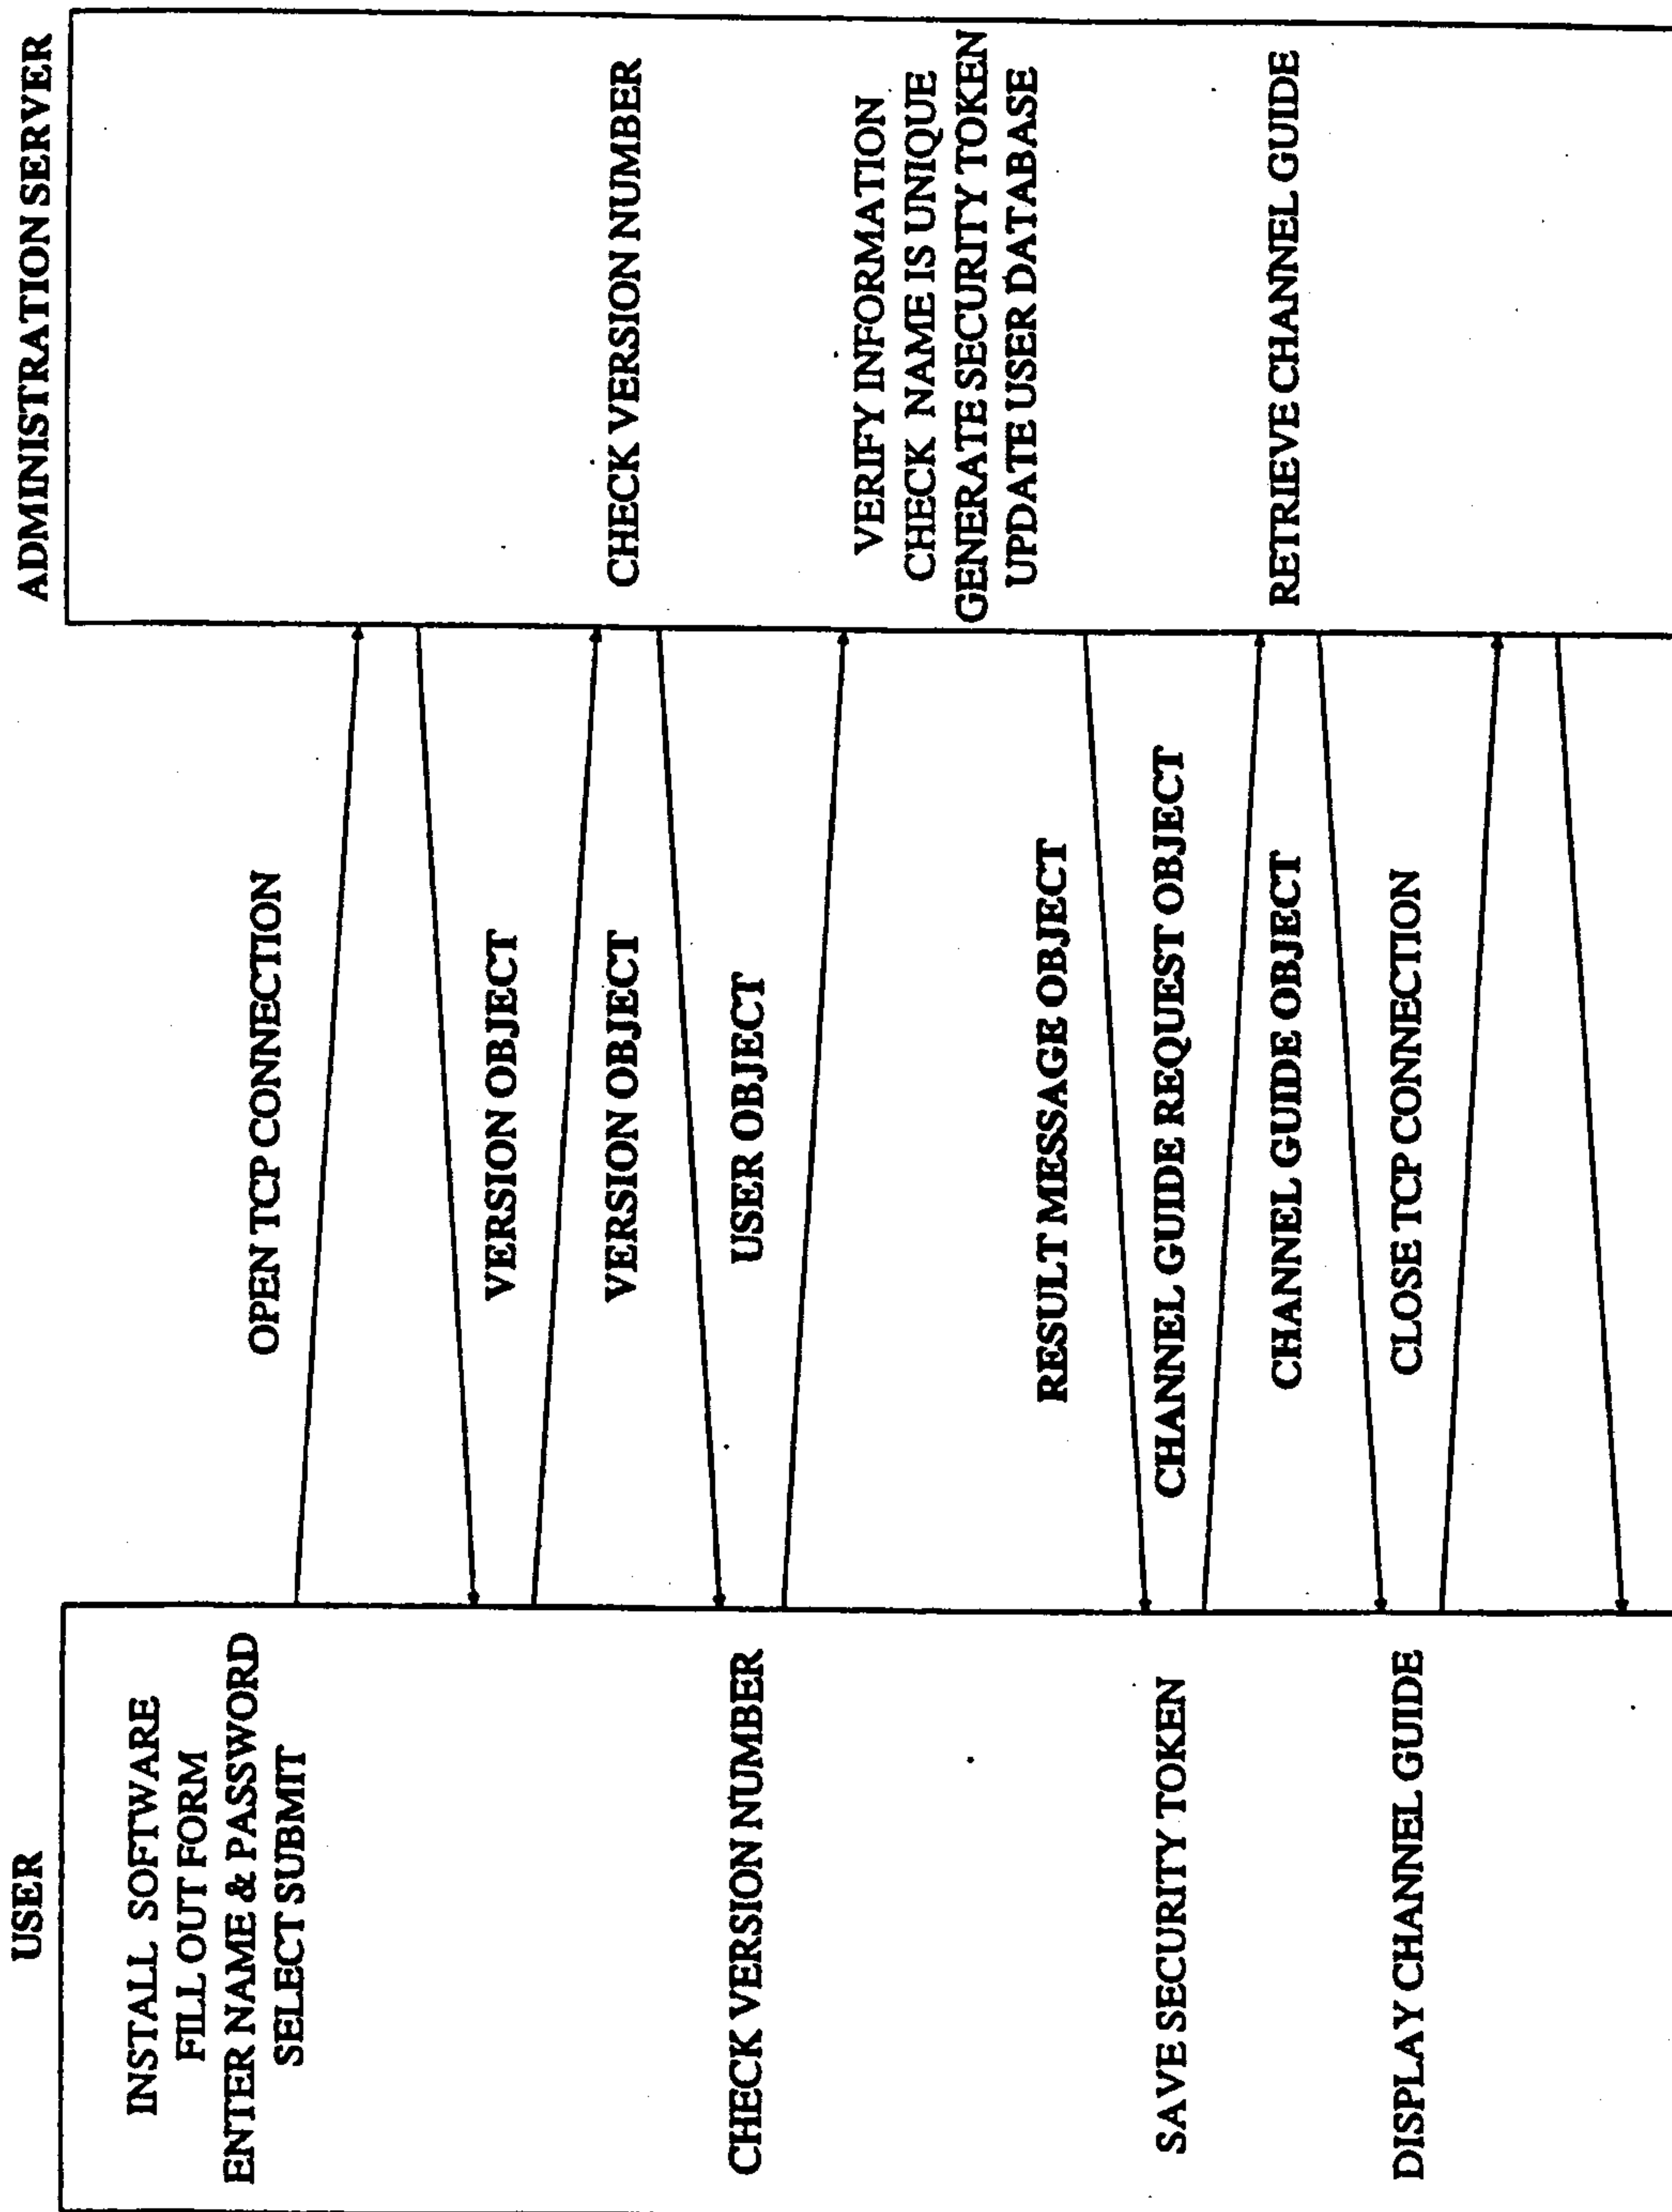 USER
INSTALL SOFTWARE
FILL OUT FORM
ENTER NAME & PASSWORD
SELECT SUBMIT
CHECK VERSION NUMBER
SAVE SECURITY TOKEN
DISPLAY CHANNEL GUIDE
OPEN TCP CONNECTION
VERSION OBJECT
VERSION OBJECT
USER OBJECT
RESULT MESSAGE OBJECT
CHANNEL GUIDE REQUEST OBJECT
CHANNEL GUIDE OBJECT
CLOSE TCP CONNECTION
ADMINISTRATION SERVER
CHECK VERSION NUMBER
VERIFY INFORMATION
CHECK NAME IS UNIQUE
GENERATE SECURITY TOKEN
UPDATE USER DATABASE
RETRIEVE CHANNEL GUIDE